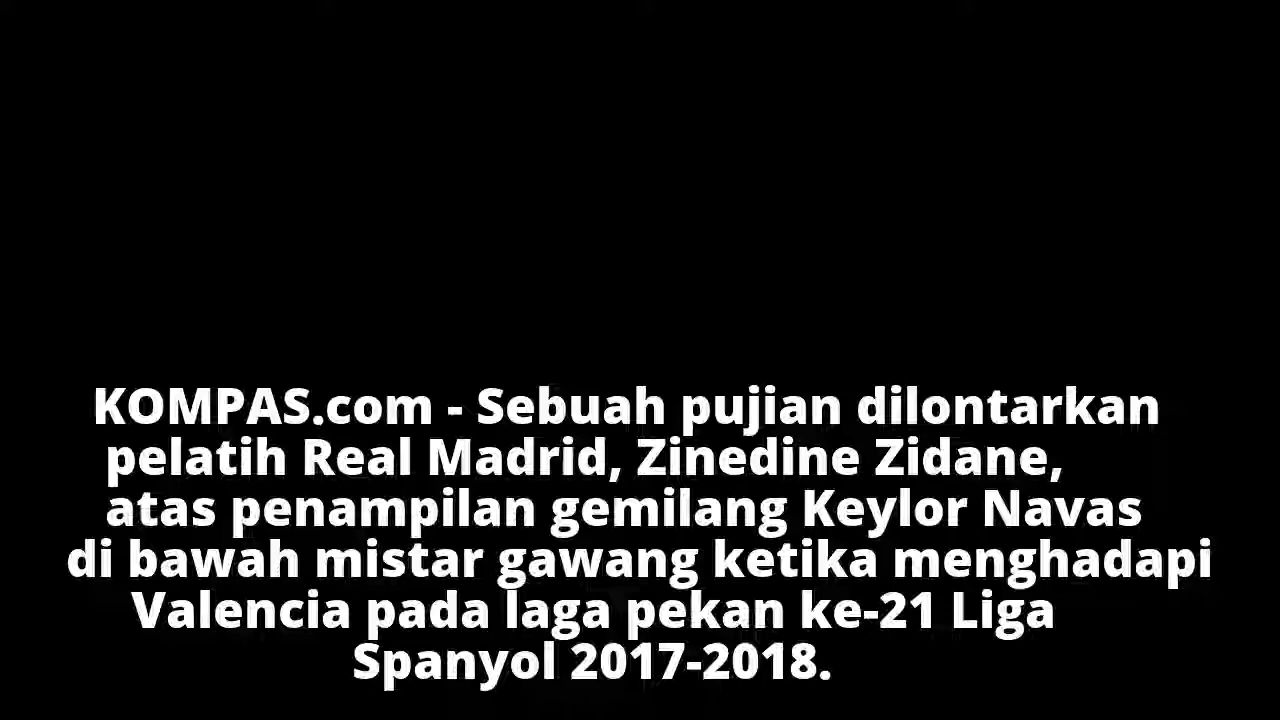 KOMPAS.com - Sebuah pujian dilontarkan
pelatih Real Madrid, Zinedine Zidane,
atas penampilan gemilang Keylor Navas
di bawah mistar gawang ketika menghadapi
Valencia pada laga pekan ke-21 Liga
Spanyol 2017-2018.